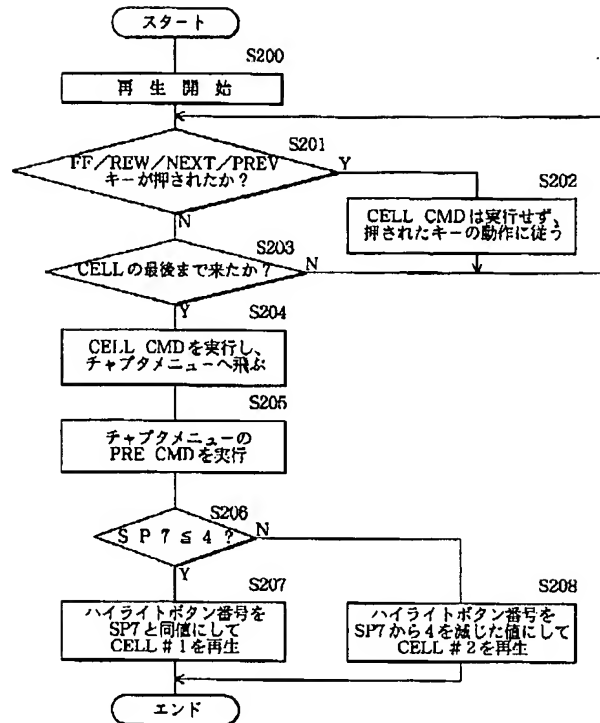 スタート
S200
再 生 開 始
S201
FF/REW/NEXT/PREV
キーが押されたか?
Y
N
S202
CELL CMDは実行せず、
押されたキーの動作に従う
S203
CELLの最後まで来たか?
N
Y
S204
CELL CMDを実行し、
チャプタメニューへ飛ぶ
S205
チャプタメニューの
PRE CMDを実行
S206
S P 7 ≦ 4 ?
N
Y
S207
ハイライトボタン番号を
SP7と同値にして
CELL #1を再生
S208
ハイライトボタン番号を
SP7から4を減じた値にして
CELL #2を再生
エンド